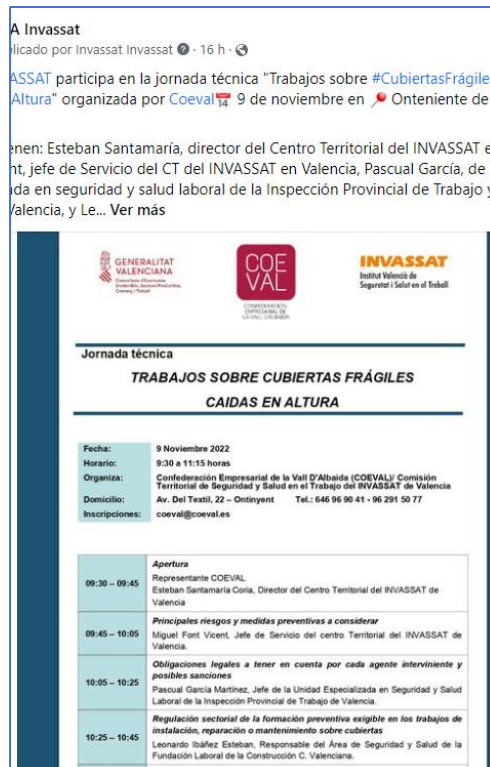 A Invassat
licado por Invassat Invassat · 16 h ·
ASSAT participa en la jornada técnica "Trabajos sobre #CubiertasFrágile
Altura" organizada por Coeval 9 de noviembre en Onteniente de
enen: Esteban Santamaría, director del Centro Territorial del INVASSAT e
nt, jefe de Servicio del CT del INVASSAT en Valencia, Pascual García, de
ada en seguridad y salud laboral de la Inspección Provincial de Trabajo y
Valencia, y Le... Ver más
GENERALITAT
VALENCIANA
COE
VAL
CONFEDERACIÓN
EMPRESARIAL DE
LA VALL D'ALBAIDA
INVASSAT
Institut Valencià de
Seguretat i Salut en el Treball
Jornada técnica
TRABAJOS SOBRE CUBIERTAS FRÁGILES
CAIDAS EN ALTURA
Fecha: 9 Noviembre 2022
Horario: 9:30 a 11:15 horas
Organiza: Confederación Empresarial de la Vall D'Albaida (COEVAL)/ Comisión
Territorial de Seguridad y Salud en el Trabajo del INVASSAT de Valencia
Domicilio: Av. Del Textil, 22 – Ontinyent Tel.: 646 96 90 41 - 96 291 50 77
Inscripciones: coeval@coeval.es
Apertura
09:30 – 09:45
Representante COEVAL
Esteban Santamaría Coria, Director del Centro Territorial del INVASSAT de
Valencia
Principales riesgos y medidas preventivas a considerar
09:45 – 10:05
Miguel Font Vicent, Jefe de Servicio del centro Territorial del INVASSAT de
Valencia.
Obligaciones legales a tener en cuenta por cada agente interviniente y
posibles sanciones
10:05 – 10:25
Pascual García Martínez, Jefe de la Unidad Especializada en Seguridad y Salud
Laboral de la Inspección Provincial de Trabajo de Valencia.
Regulación sectorial de la formación preventiva exigible en los trabajos de
instalación, reparación o mantenimiento sobre cubiertas
10:25 – 10:45
Leonardo Ibáñez Esteban, Responsable del Área de Seguridad y Salud de la
Fundación Laboral de la Construcción C. Valenciana.